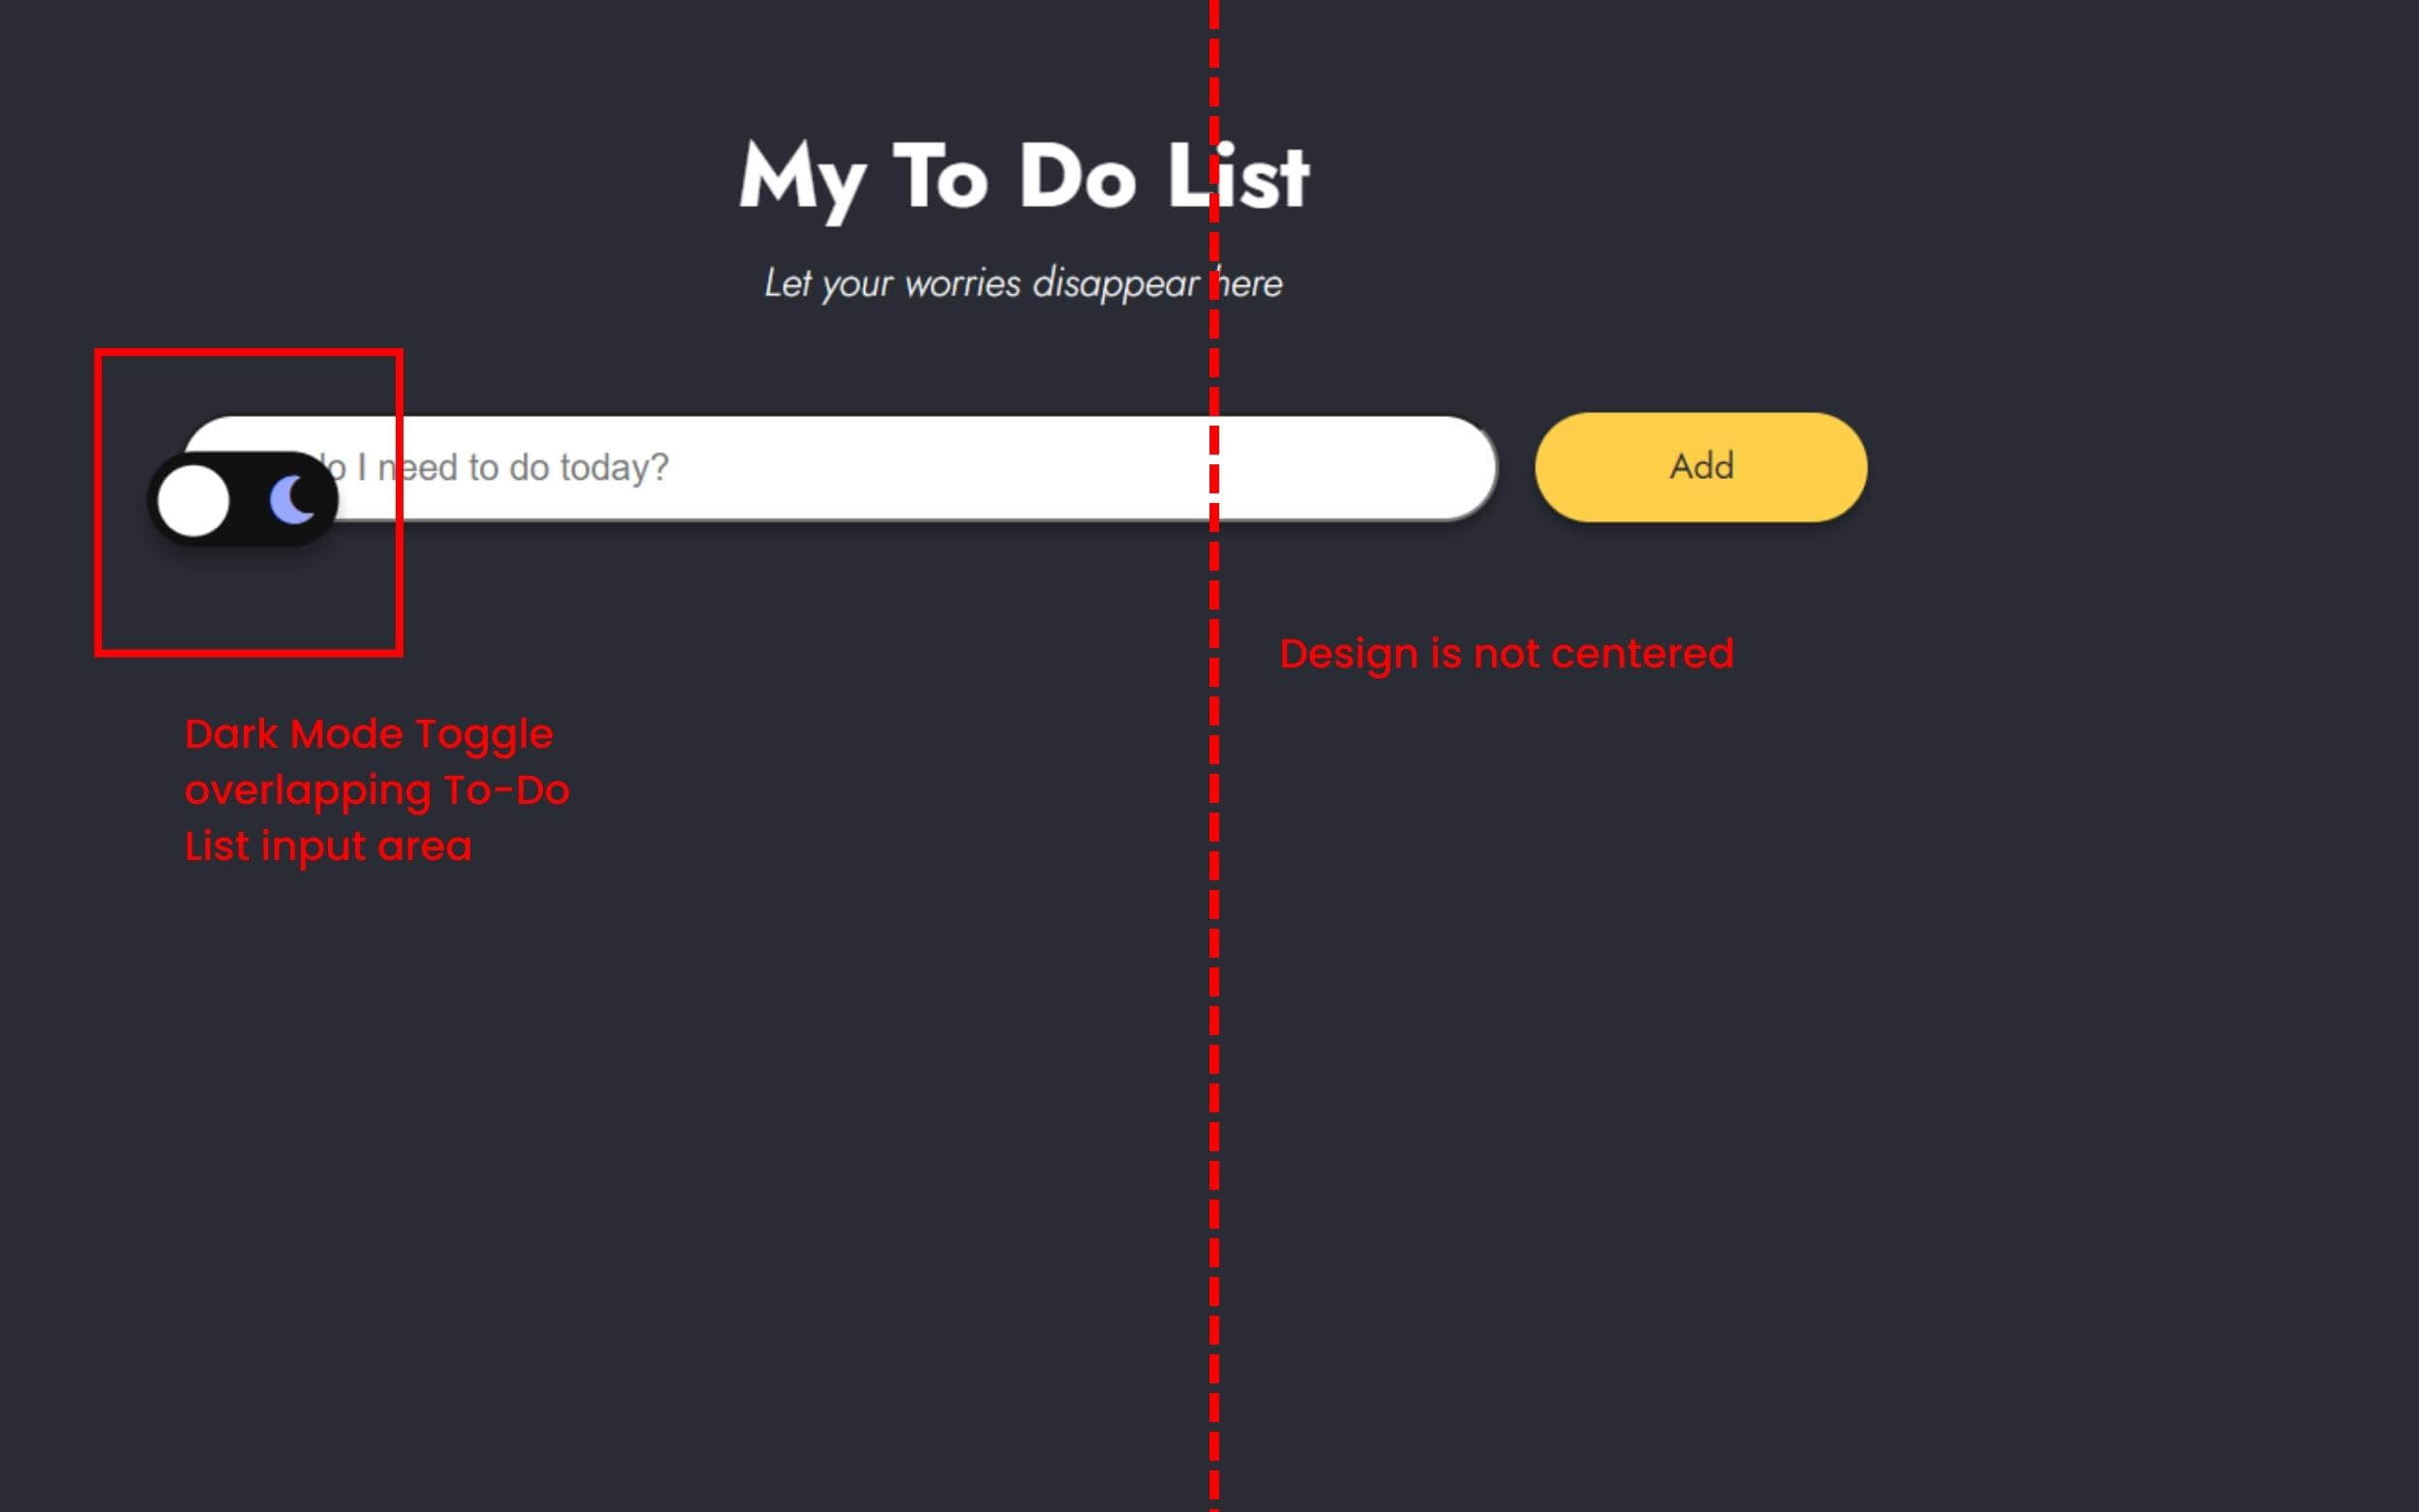 My To Do List
Let your worries disappear here
do I need to do today?
Add
Design is not centered
Dark Mode Toggle
overlapping To-Do
List input area